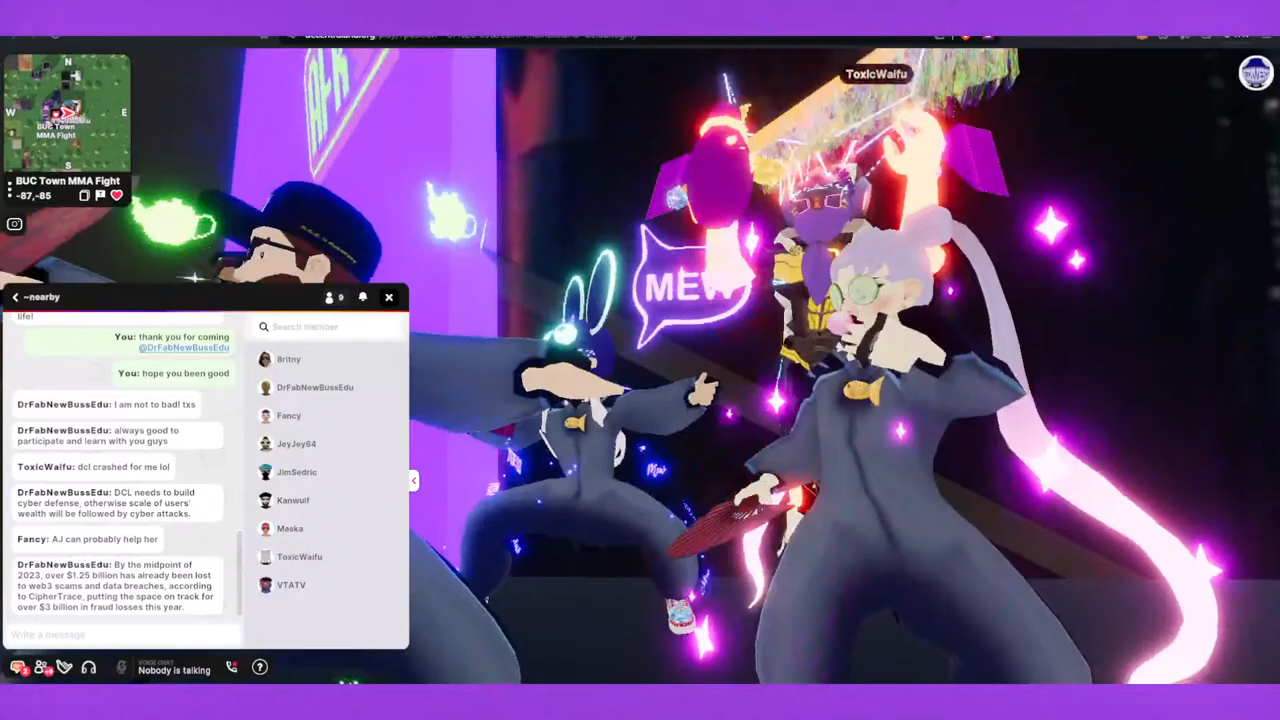 N
W
E
S
BUC Town
MMA Fight
BUC Town MMA Fight
-87,-85
AFK
ToxicWaifu
MEW
~nearby
9
Search member
life!
You: thank you for coming
@DrFabNewBussEdu
You: hope you been good
DrFabNewBussEdu: I am not to bad! txs
DrFabNewBussEdu: always good to
participate and learn with you
guys
ToxicWaifu: dcl crashed for me lol
DrFabNewBussEdu: DCL needs to build
cyber defense, otherwise scale of users'
wealth will be followed by cyber attacks.
Fancy: AJ can probably help her
DrFabNewBussEdu: By the midpoint of
2023, over $1.25 billion has already been lost
to web3 scams and data breaches, according
to CipherTrace, putting the space on track for
over $3 billion in fraud losses this year.
Write a message
Britny
DrFabNewBussEdu
Fancy
JeyJey64
JimSedric
Kanwulf
Maska
ToxicWaifu
VTATV
VOICE CHAT
Nobody is talking